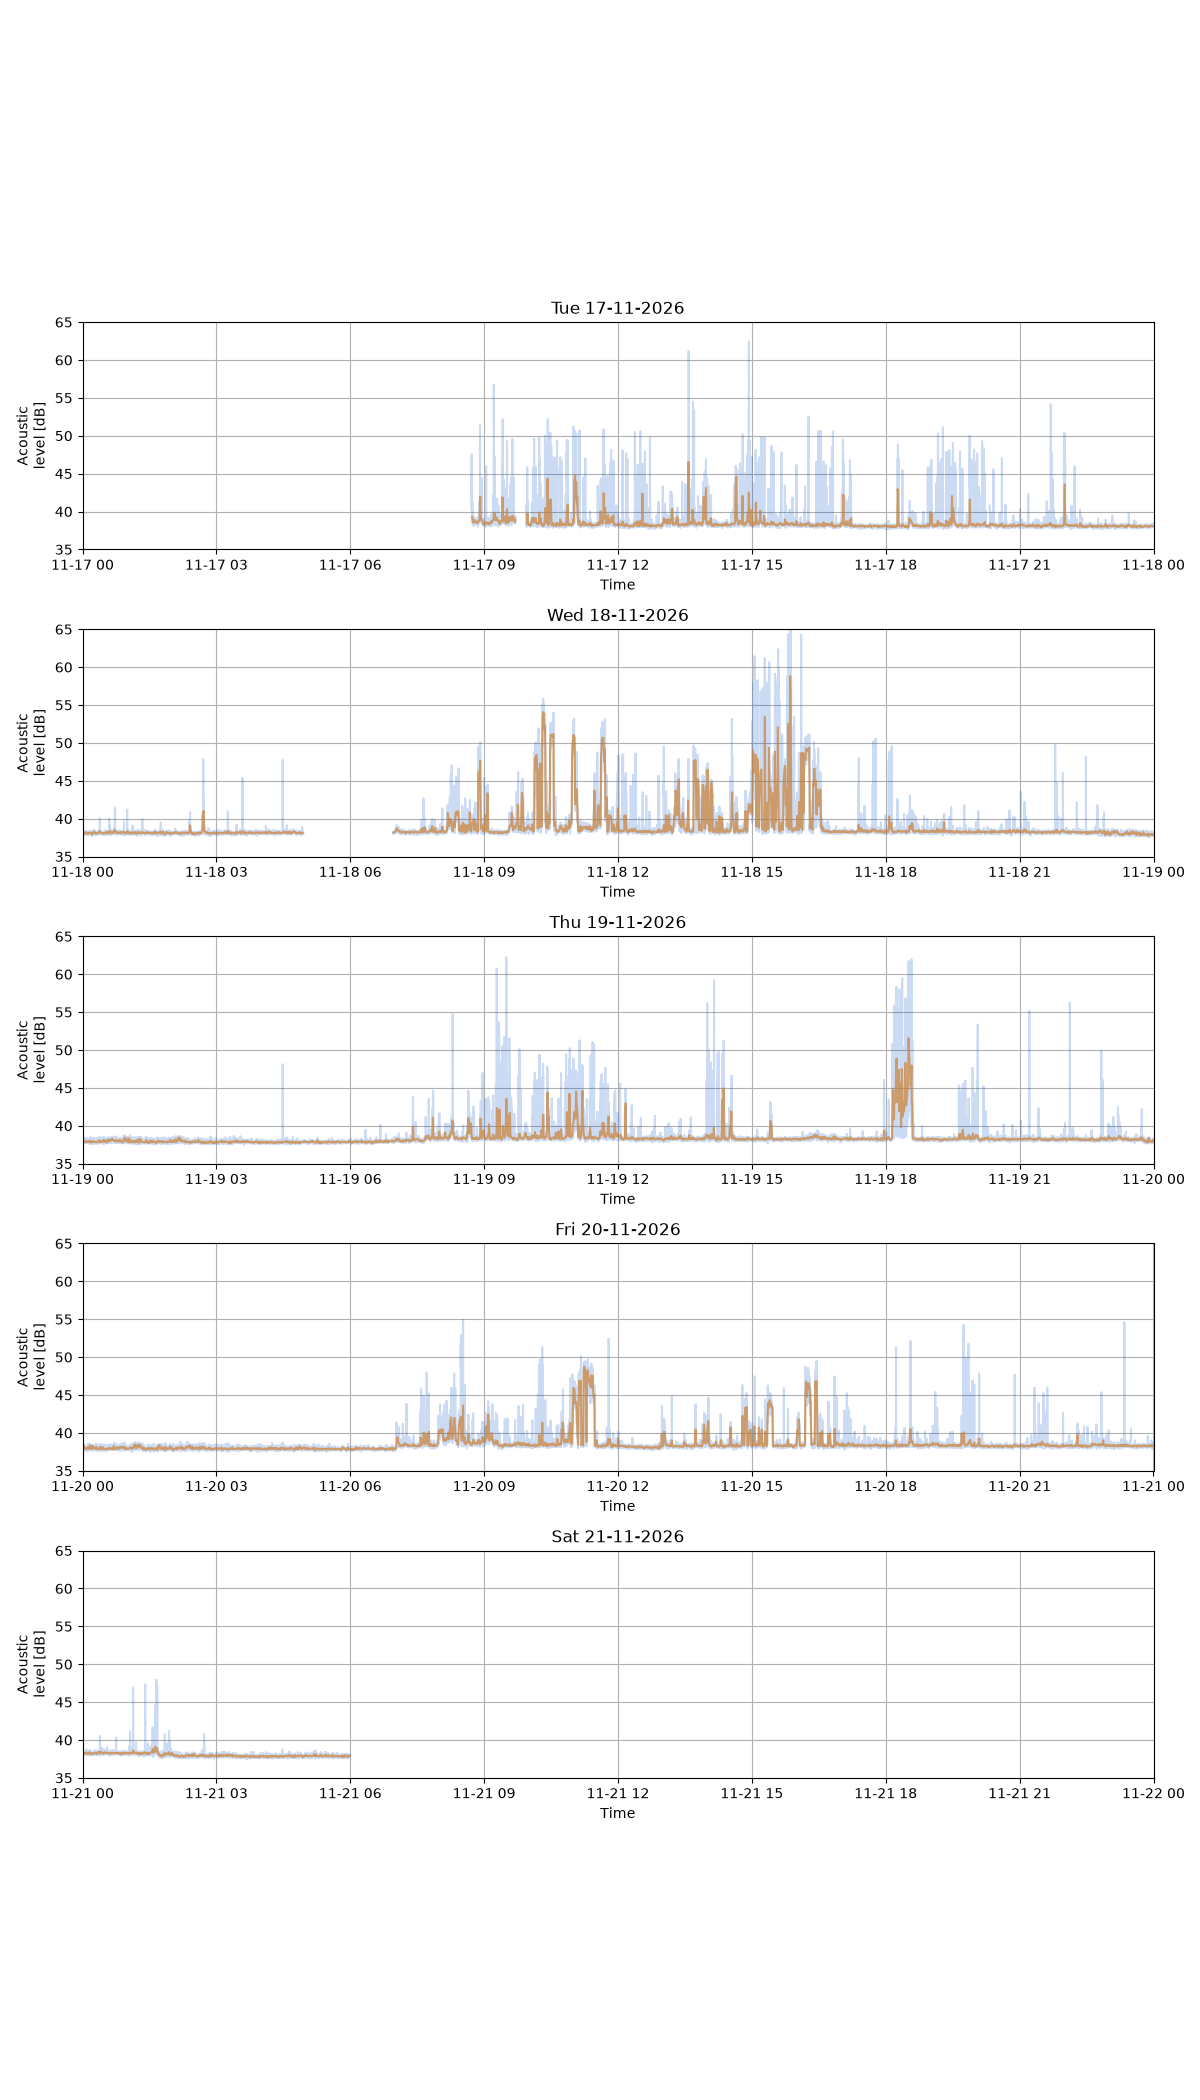 Tue 17-11-2026
65
60
55
50
45
40
35
Acoustic
level [dB]
11-17 00 11-17 03 11-17 06 11-17 09 11-17 12 11-17 15 11-17 18 11-17 21 11-18 00
Time
Wed 18-11-2026
65
60
55
50
45
40
35
Acoustic
level [dB]
11-18 00 11-18 03 11-18 06 11-18 09 11-18 12 11-18 15 11-18 18 11-18 21 11-19 00
Time
Thu 19-11-2026
65
60
55
50
45
40
35
Acoustic
level [dB]
11-19 00 11-19 03 11-19 06 11-19 09 11-19 12 11-19 15 11-19 18 11-19 21 11-20 00
Time
Fri 20-11-2026
65
60
55
50
45
40
35
Acoustic
level [dB]
11-20 00 11-20 03 11-20 06 11-20 09 11-20 12 11-20 15 11-20 18 11-20 21 11-21 00
Time
Sat 21-11-2026
65
60
55
50
45
40
35
Acoustic
level [dB]
11-21 00 11-21 03 11-21 06 11-21 09 11-21 12 11-21 15 11-21 18 11-21 21 11-22 00
Time